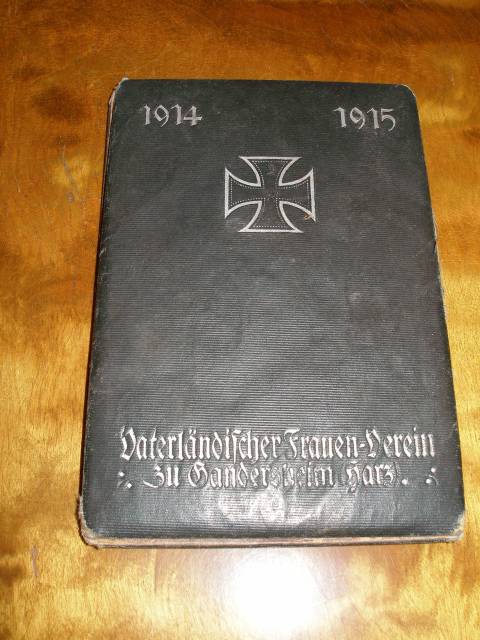 1914 1915
Vaterländischer Frauen-Verein
zu Gandersheim Harz.